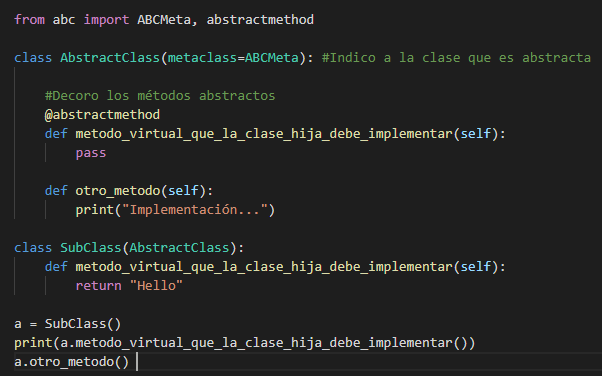 from abc import ABCMeta, abstractmethod
class AbstractClass(metaclass=ABCMeta): #Indico a la clase que es abstracta
#Decoro los métodos abstractos
@abstractmethod
def metodo_virtual_que_la_clase_hija_debe_implementar(self):
pass
def otro_metodo(self):
print("Implementación...")
class SubClass(AbstractClass):
def metodo_virtual_que_la_clase_hija_debe_implementar(self):
return "Hello"
a = SubClass()
print(a.metodo_virtual_que_la_clase_hija_debe_implementar())
a.otro_metodo()